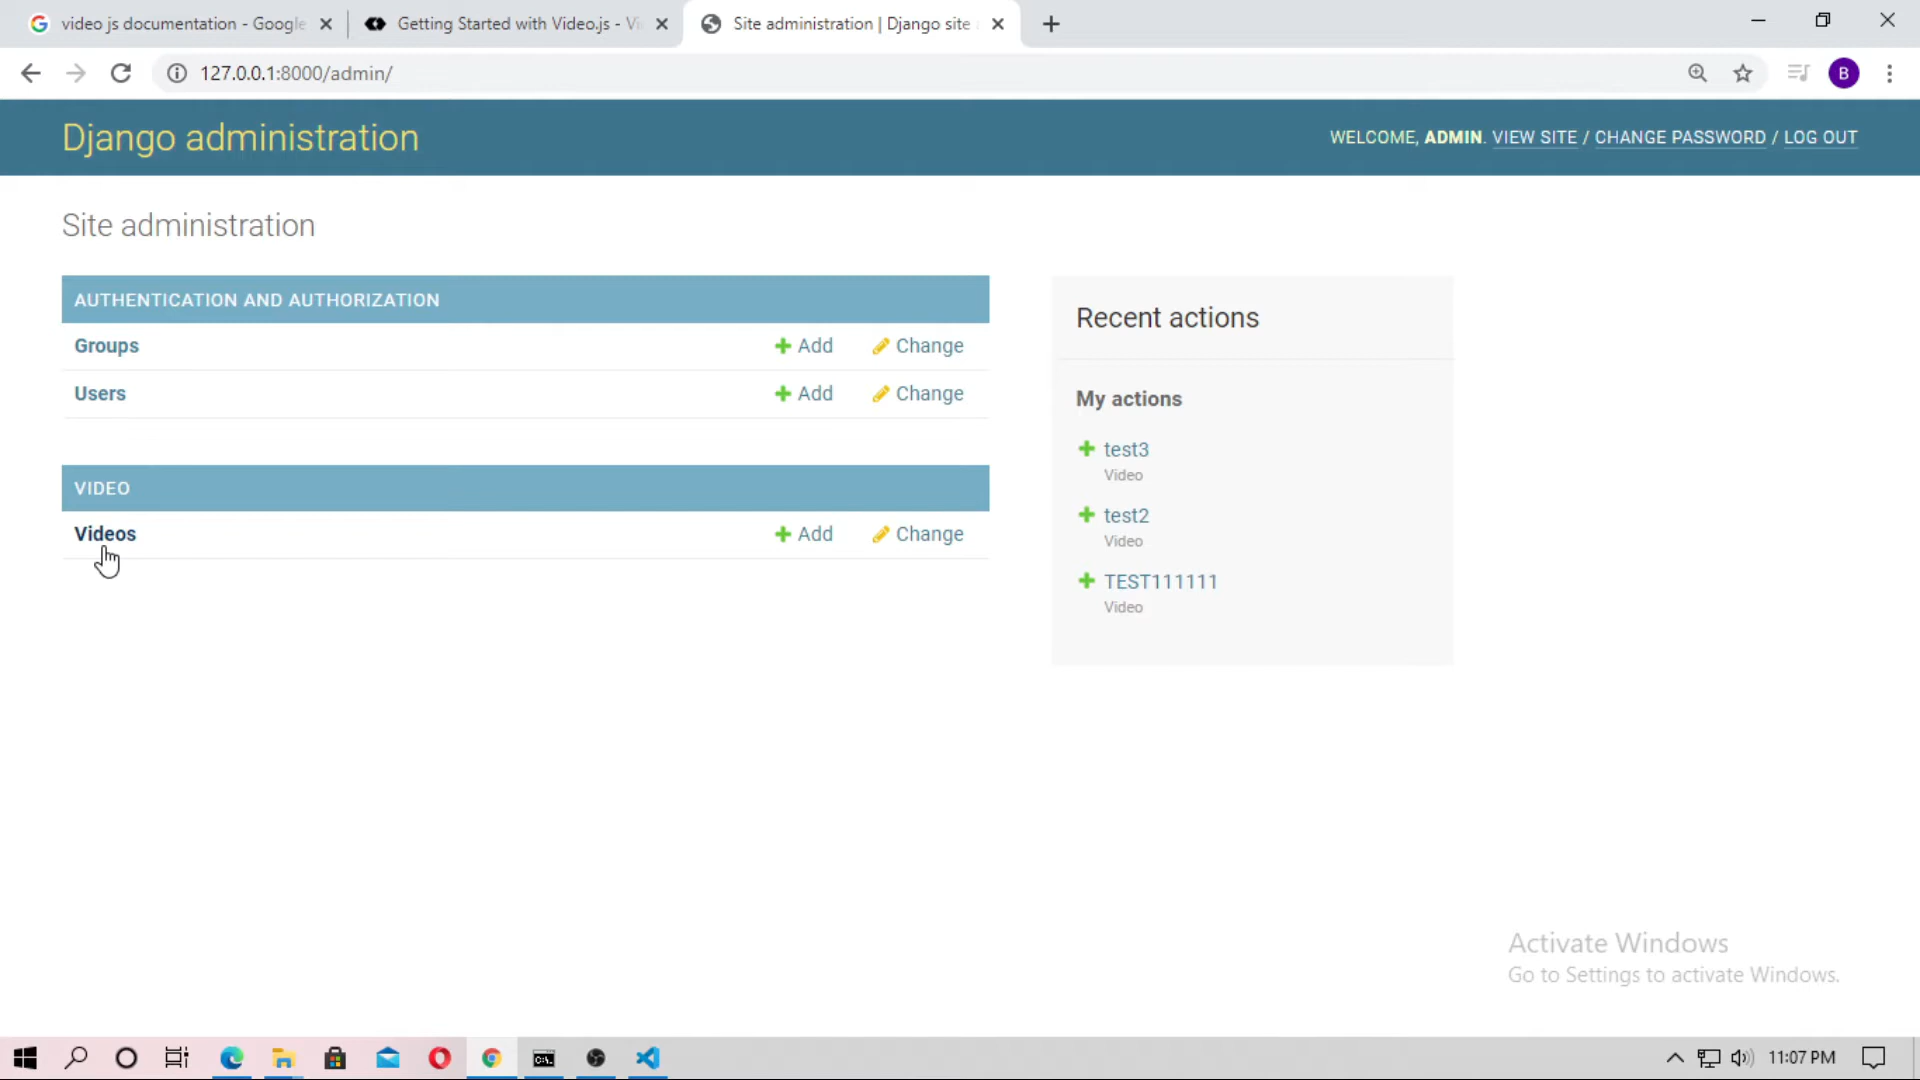 video js documentation - Google
Getting Started with Video.js - Vi
Site administration | Django site a
127.0.0.1:8000/admin/
B
Django administration
WELCOME, ADMIN. VIEW SITE / CHANGE PASSWORD / LOG OUT
Site administration
AUTHENTICATION AND AUTHORIZATION
Groups Add Change
Users Add Change
VIDEO
Videos Add Change
Recent actions
My actions
test3
Video
test2
Video
TEST111111
Video
Activate Windows
Go to Settings to activate Windows.
11:07 PM